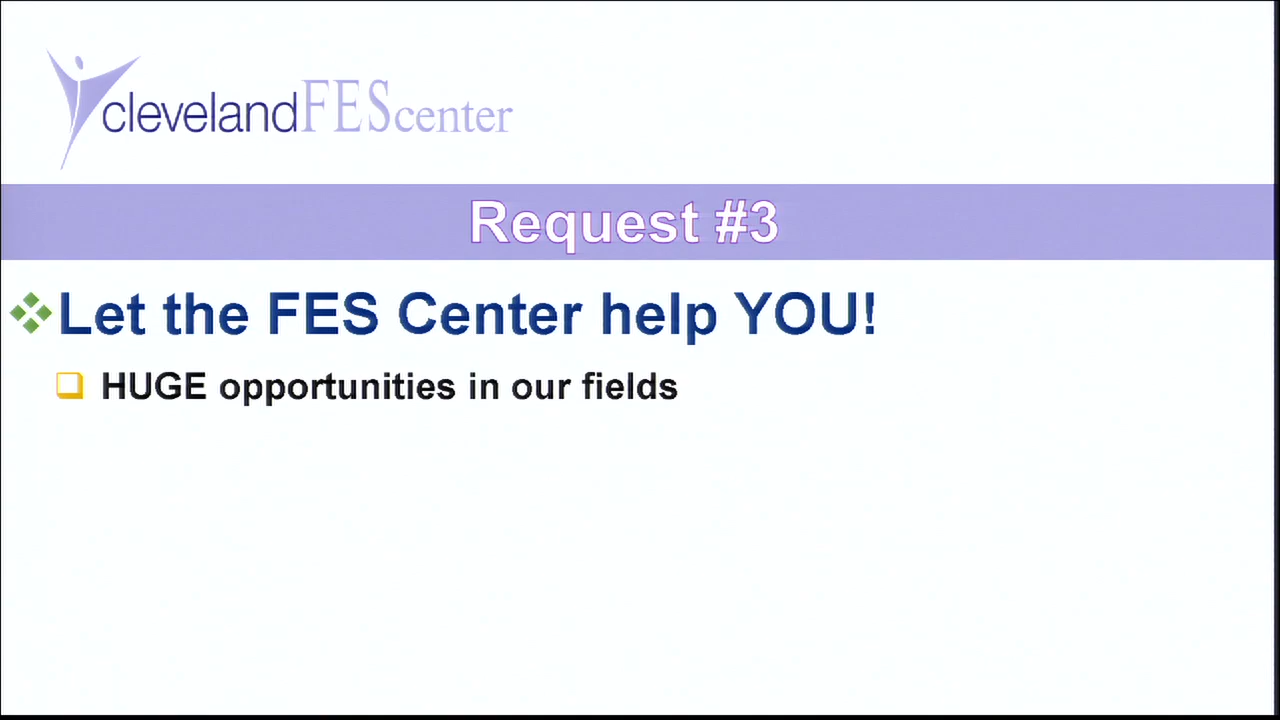 clevelandFEScenter
Request #3
Let the FES Center help YOU!
HUGE opportunities in our fields